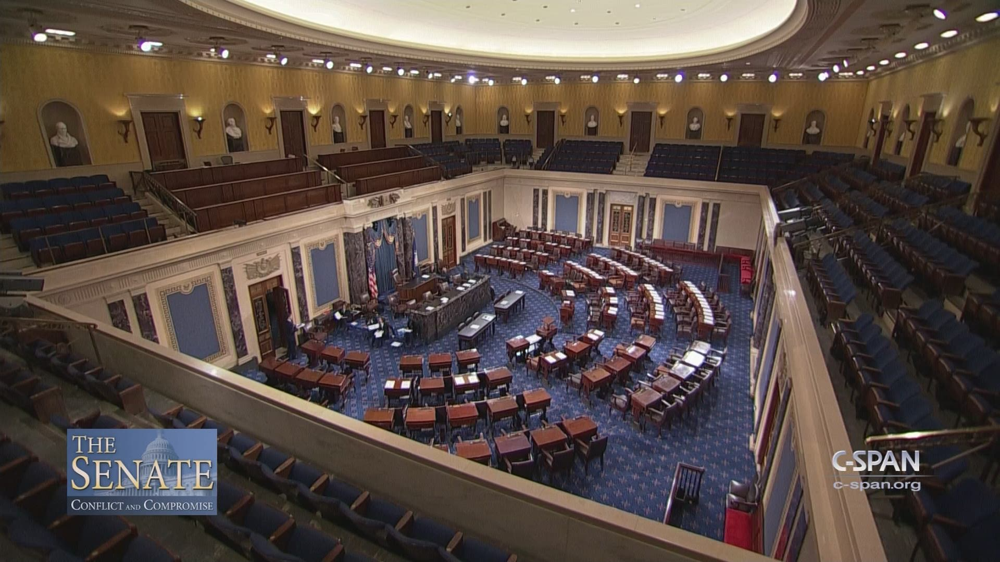 THE
SENATE
CONFLICT AND COMPROMISE
C-SPAN
c-span.org